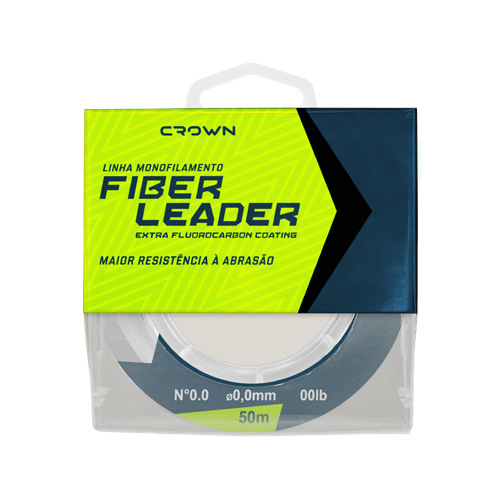 CROWN
LINHA MONOFILAMENTO
FIBER
LEADER
EXTRA FLUOROCARBON COATING
MAIOR RESISTÊNCIA À ABRASÃO
N°0.0 ø0,0mm 00lb
50m